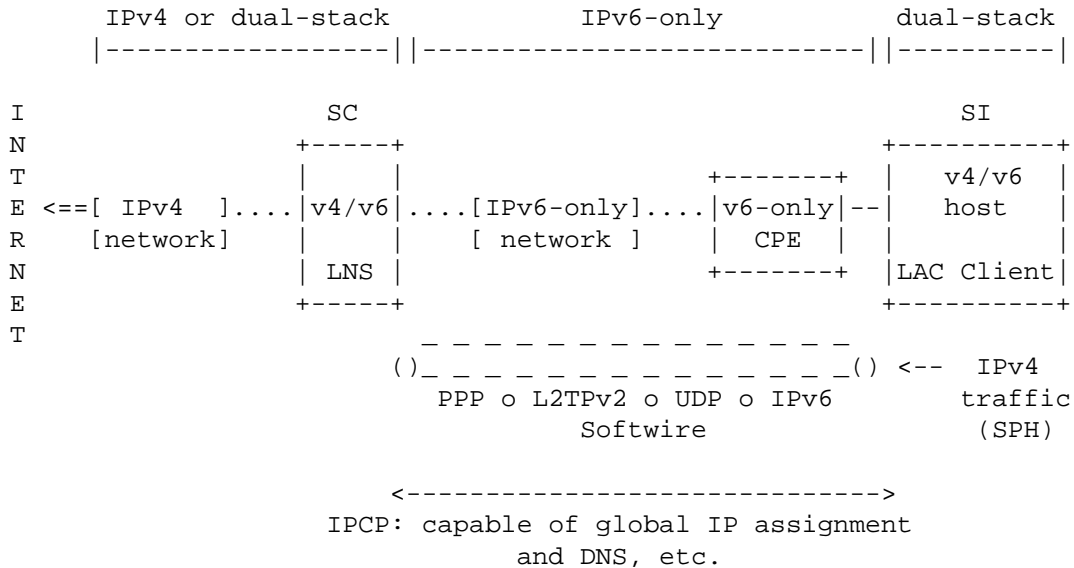 IPv4 or dual-stack            IPv6-only               dual-stack
     |------------------||----------------------------||----------|

I                   SC                                      SI
N                 +-----+                              +----------+
T                 |     |                   +-------+  |   v4/v6  |
E <==[ IPv4  ]....|v4/v6|....[IPv6-only]....|v6-only|--|   host   |
R    [network]    |     |    [ network ]    |  CPE  |  |          |
N                 | LNS |                   +-------+  |LAC Client|
E                 +-----+                              +----------+
T                         _ _ _ _ _ _ _ _ _ _ _ _ _ _
                        ()_ _ _ _ _ _ _ _ _ _ _ _ _ _() <--  IPv4
                           PPP o L2TPv2 o UDP o IPv6        traffic
                                    Softwire                 (SPH)

                        <------------------------------>
                    IPCP: capable of global IP assignment
                                and DNS, etc.